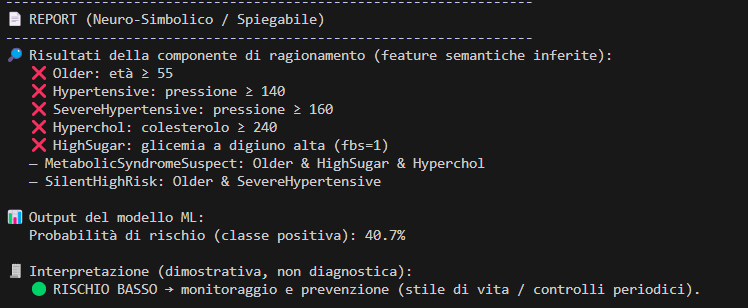 ------------------------------------------------------------------
📄 REPORT (Neuro-Simbolico / Spiegabile)
------------------------------------------------------------------
🔎 Risultati della componente di ragionamento (feature semantiche inferite):
❌ Older: età ≥ 55
❌ Hypertensive: pressione ≥ 140
❌ SevereHypertensive: pressione ≥ 160
❌ Hyperchol: colesterolo ≥ 240
❌ HighSugar: glicemia a digiuno alta (fbs=1)
— MetabolicSyndromeSuspect: Older & HighSugar & Hyperchol
— SilentHighRisk: Older & SevereHypertensive
📊 Output del modello ML:
Probabilità di rischio (classe positiva): 40.7%
🧾 Interpretazione (dimostrativa, non diagnostica):
🟢 RISCHIO BASSO → monitoraggio e prevenzione (stile di vita / controlli periodici).